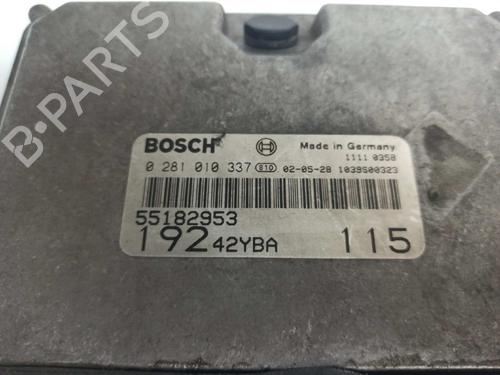 B-PARTS
BOSCH Made in Germany
1111 0358
0 281 010 337 810 02-05-28 1039S00323
55182953
192 42YBA 115